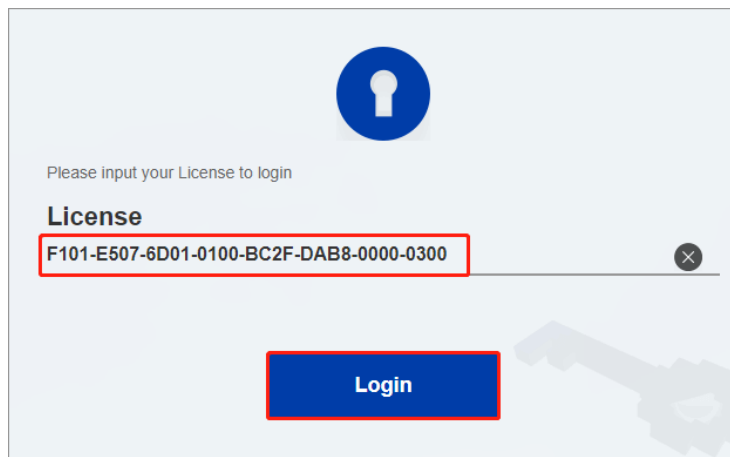 Please input your License to login
License
F101-E507-6D01-0100-BC2F-DAB8-0000-0300
Login